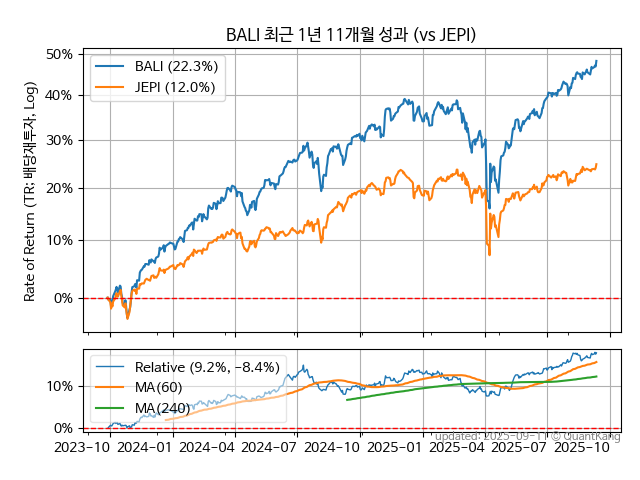 BALI 최근 1년 11개월 성과 (vs JEPI)
Rate of Return (TR: 배당재투자, Log)
50%
40%
30%
20%
10%
0%
BALI (22.3%)
JEPI (12.0%)
10%
0%
Relative (9.2%, −8.4%)
MA(60)
MA(240)
2023-10 2024-01 2024-04 2024-07 2024-10 2025-01 2025-04 2025-07 2025-10
updated: 2025-09-11 © QuantKang